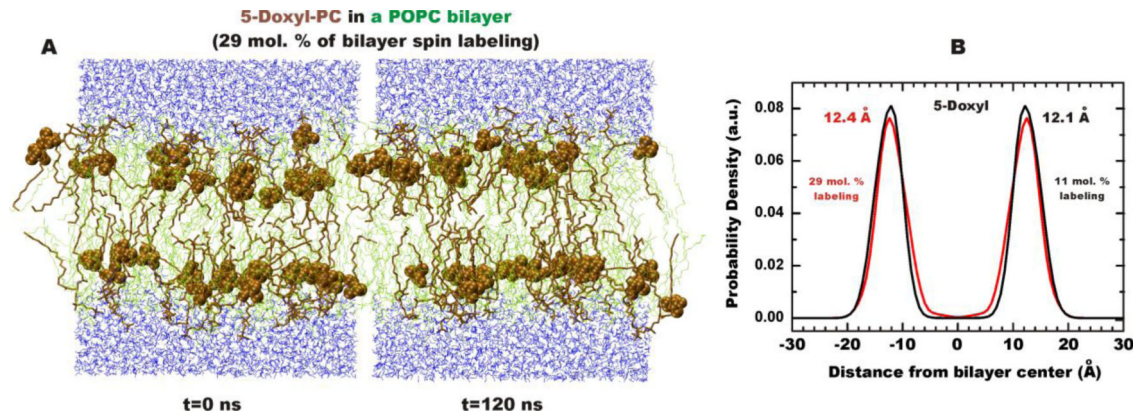 5-Doxyl-PC in a POPC bilayer
(29 mol. % of bilayer spin labeling)
A
t=0 ns
t=120 ns
B
12.4 Å
5-Doxyl
12.1 Å
29 mol. %
labeling
11 mol. %
labeling
Probability Density (a.u.)
0.08
0.06
0.04
0.02
0.00
-30
-20
-10
0
10
20
30
Distance from bilayer center (Å)